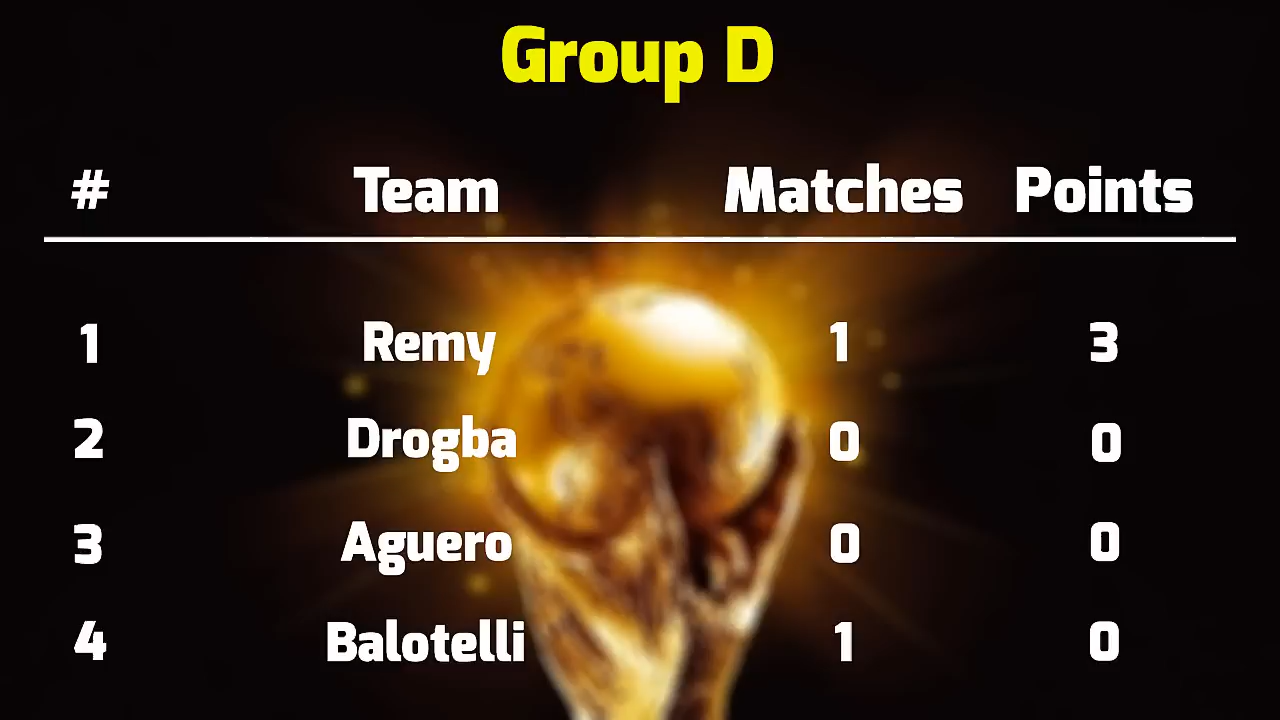 Group D
# Team Matches Points
1 Remy 1 3
2 Drogba 0 0
3 Aguero 0 0
4 Balotelli 1 0